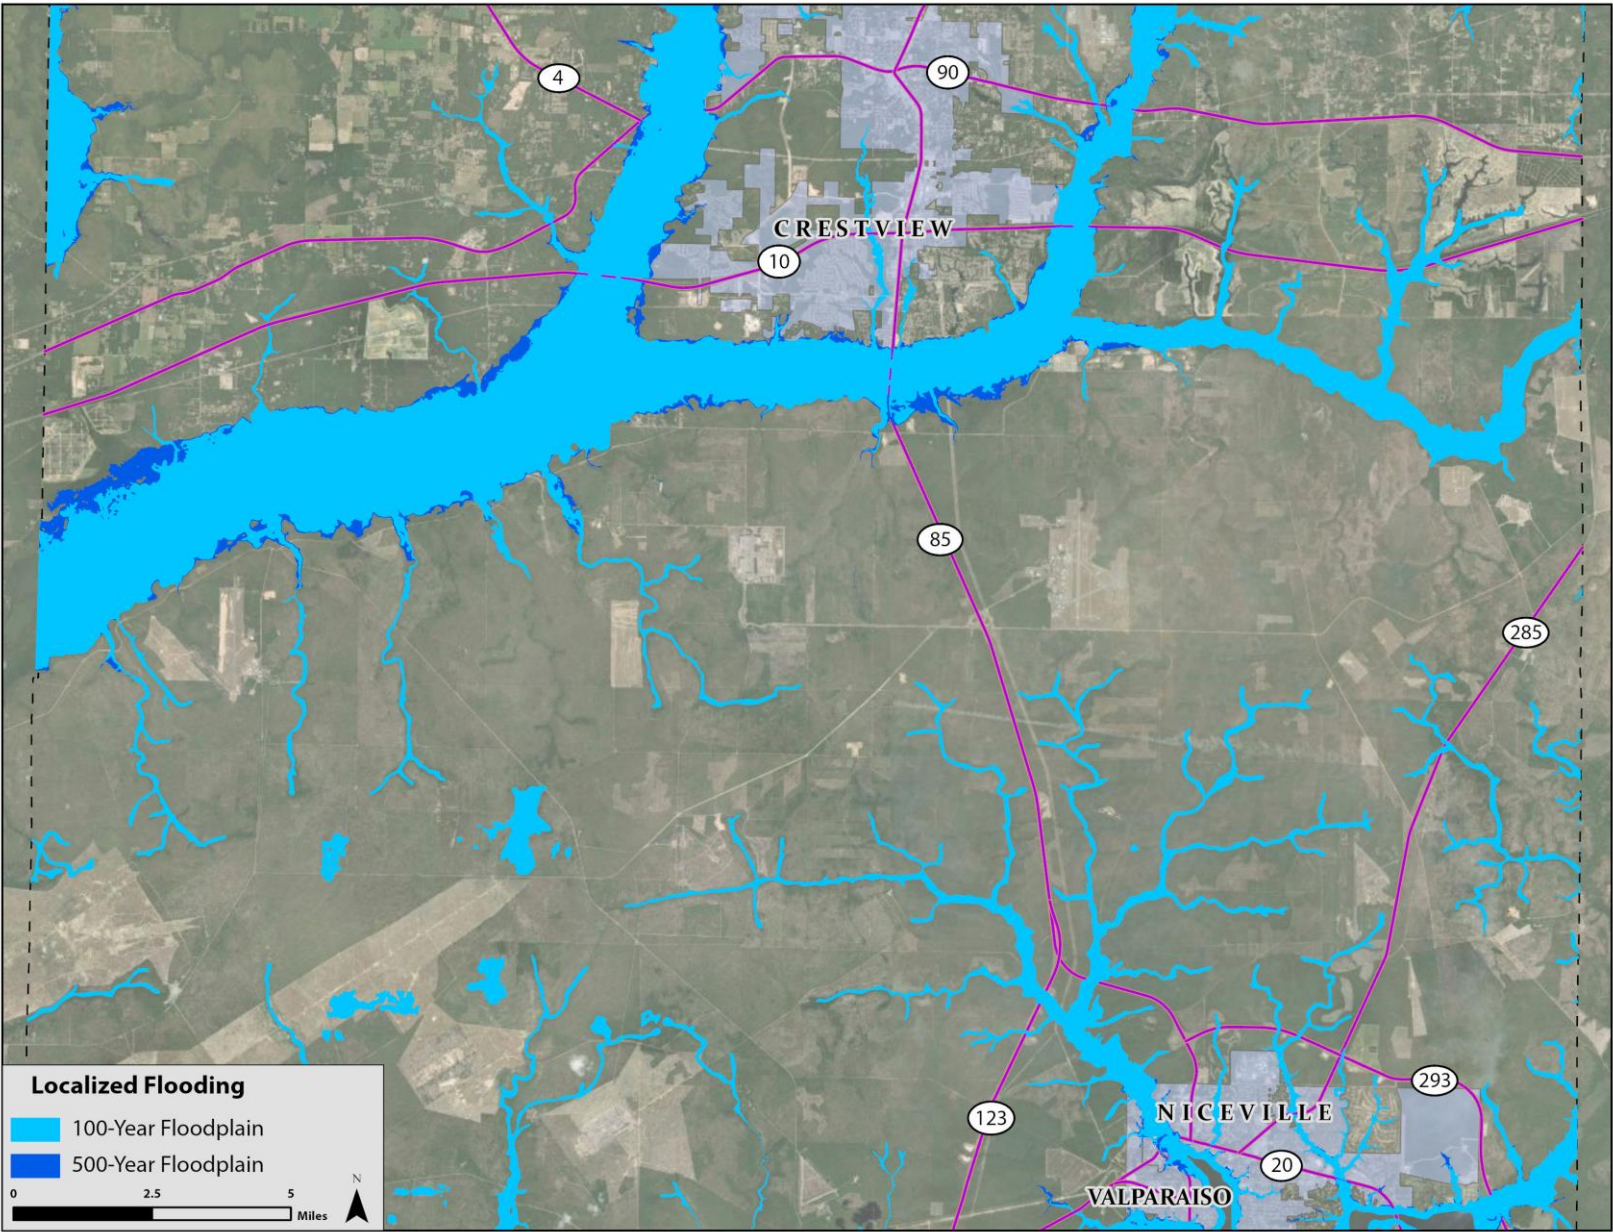 4
90
CRESTVIEW
10
85
285
293
NICEVILLE
123
20
VALPARAISO
Localized Flooding
100-Year Floodplain
500-Year Floodplain
0 2.5 5
Miles
N